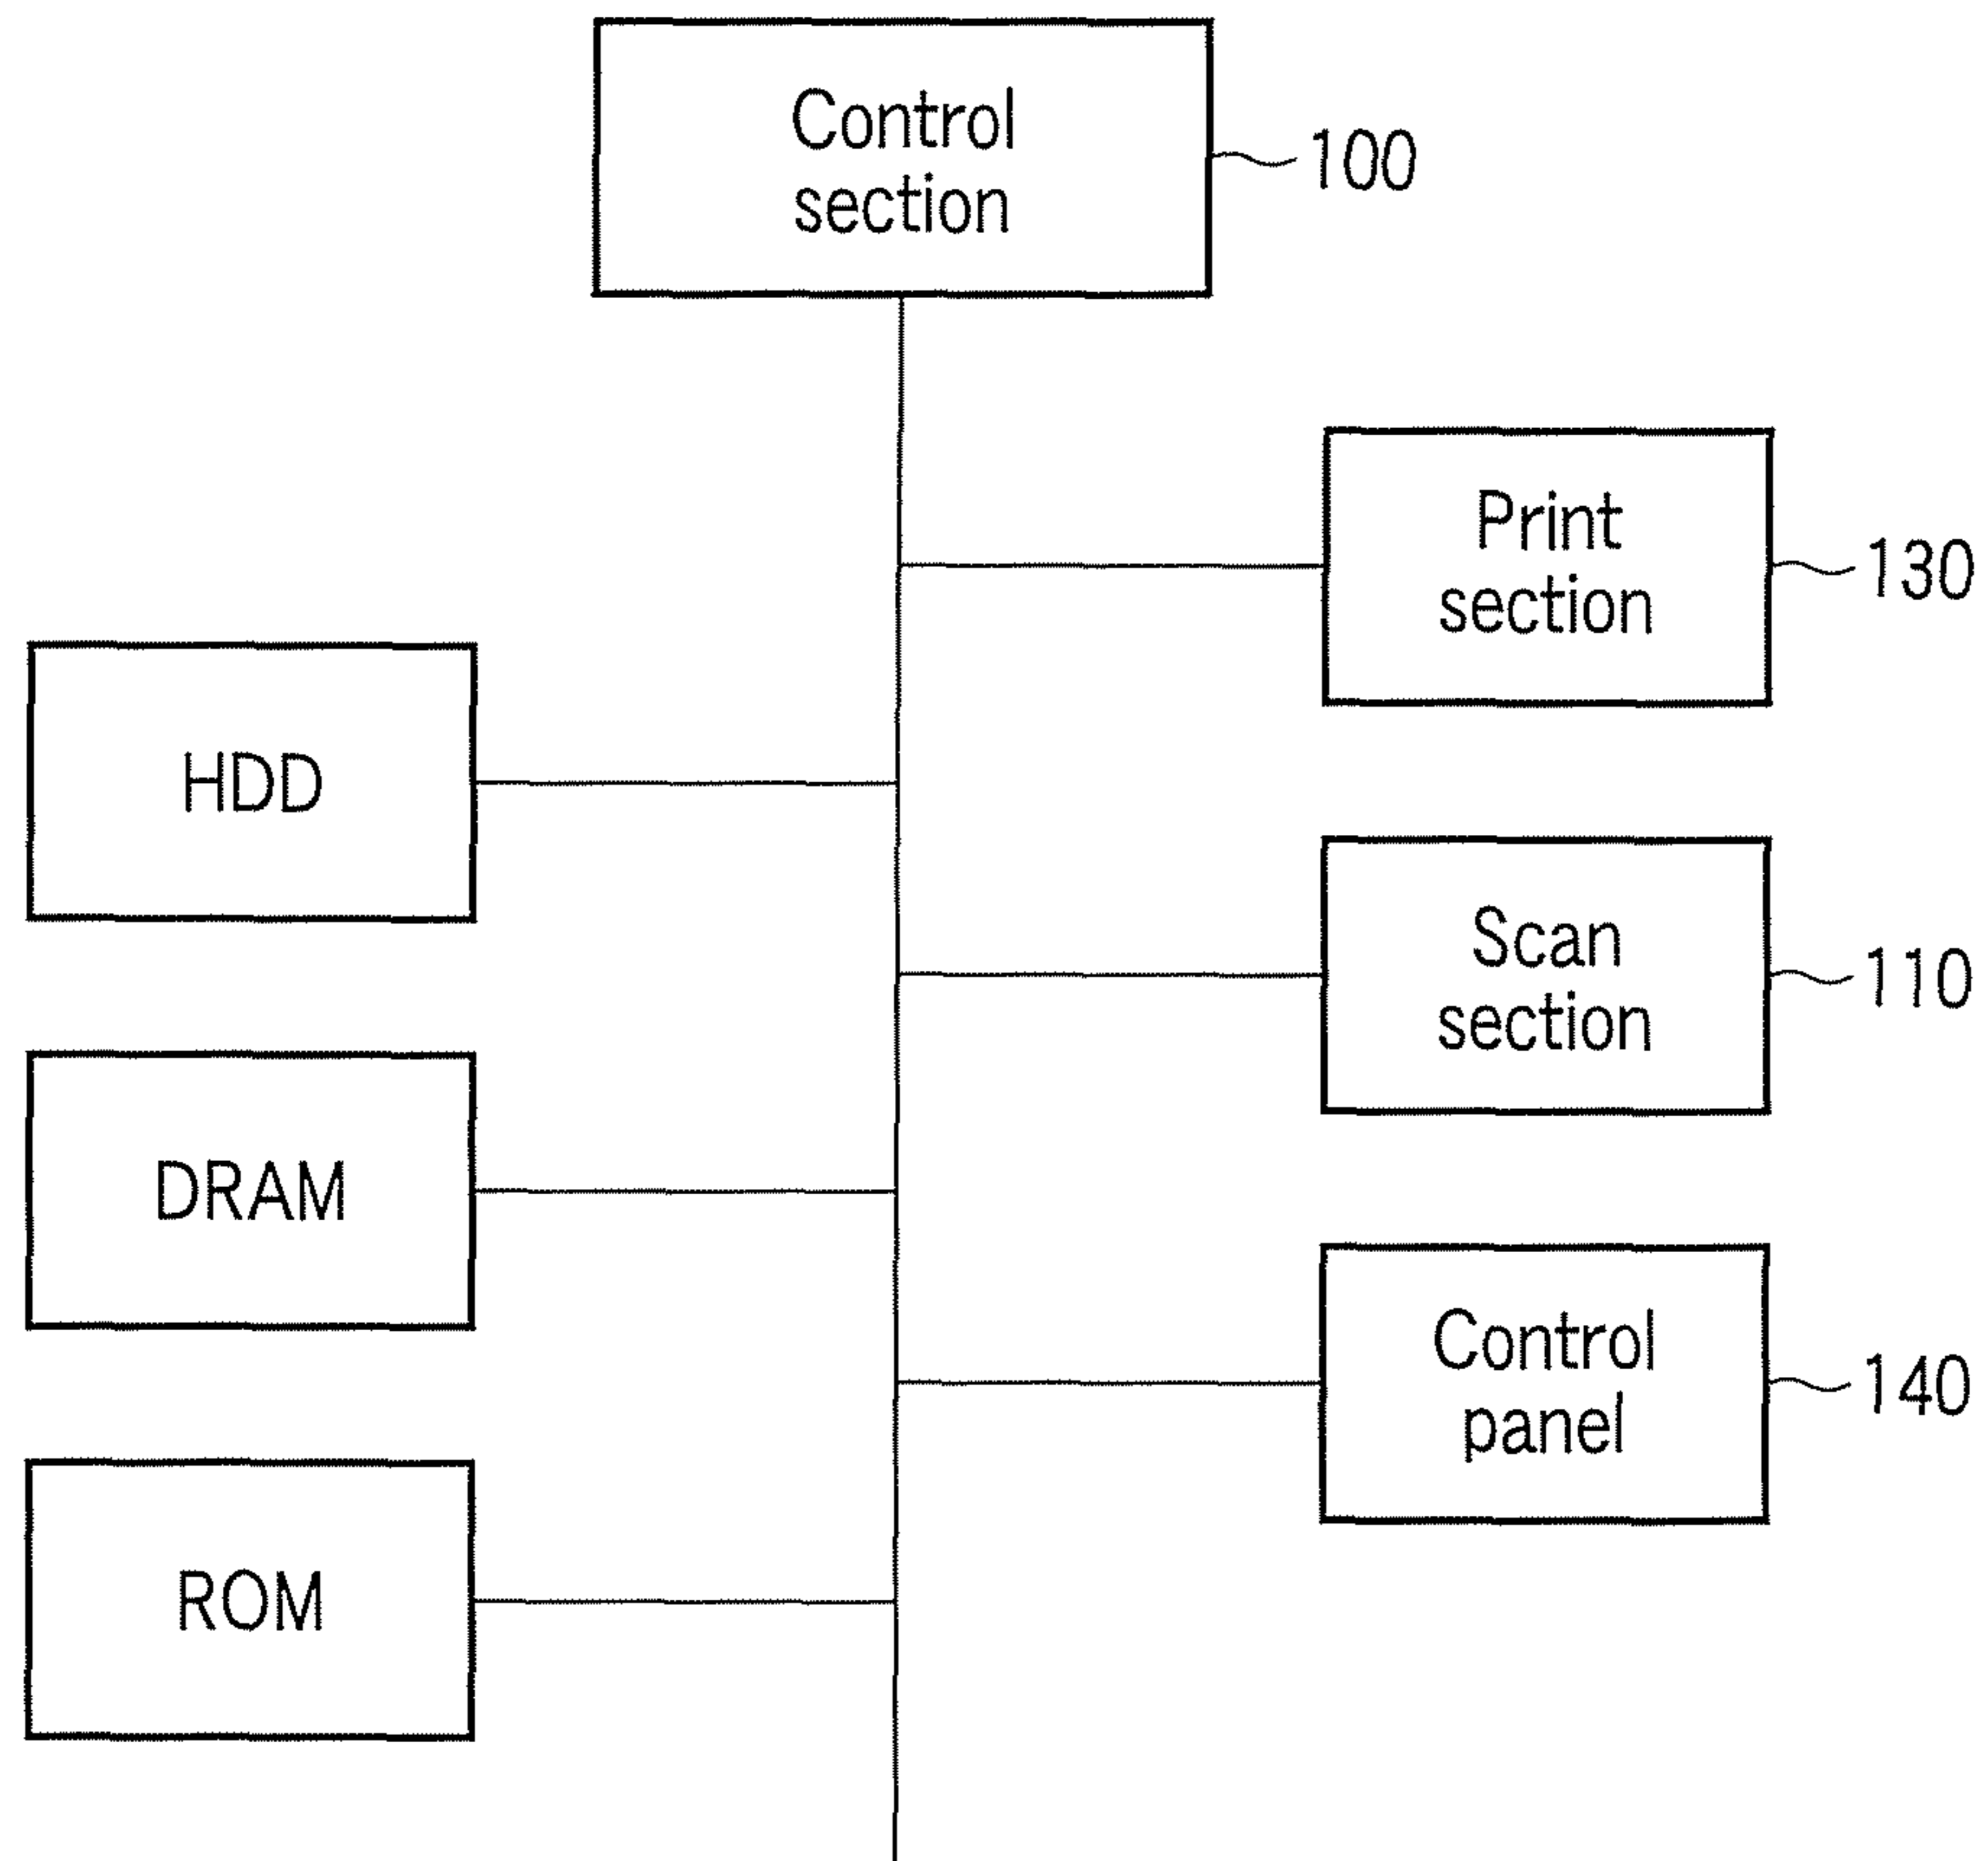 Control
section
100
Print
section
130
HDD
Scan
section
110
DRAM
Control
panel
140
ROM